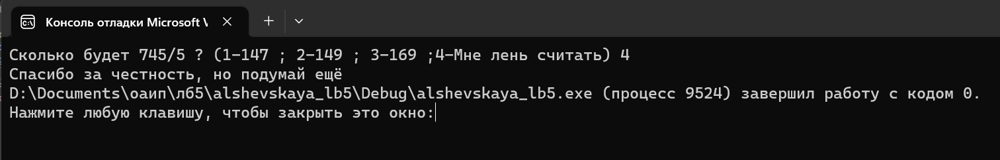 Консоль отладки Microsoft V
Сколько будет 745/5 ? (1-147 ; 2-149 ; 3-169 ;4-Мне лень считать) 4
Спасибо за честность, но подумай ещё
D:\Documents\оаип\лб5\alshevskaya_lb5\Debug\alshevskaya_lb5.exe (процесс 9524) завершил работу с кодом 0.
Нажмите любую клавишу, чтобы закрыть это окно: